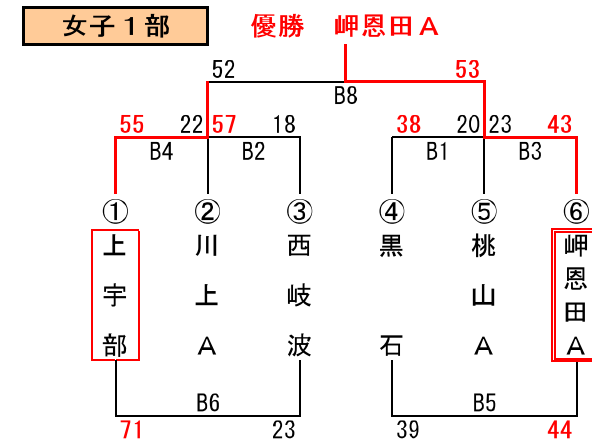 女子１部 優勝 岬恩田Ａ
52 53
B8
55 22 57 18 38 20 23 43
B4 B2 B1 B3
① ② ③ ④ ⑤ ⑥
上宇部
川上Ａ
西岐波
黒石
桃山Ａ
岬恩田Ａ
B6 B5
71 23 39 44